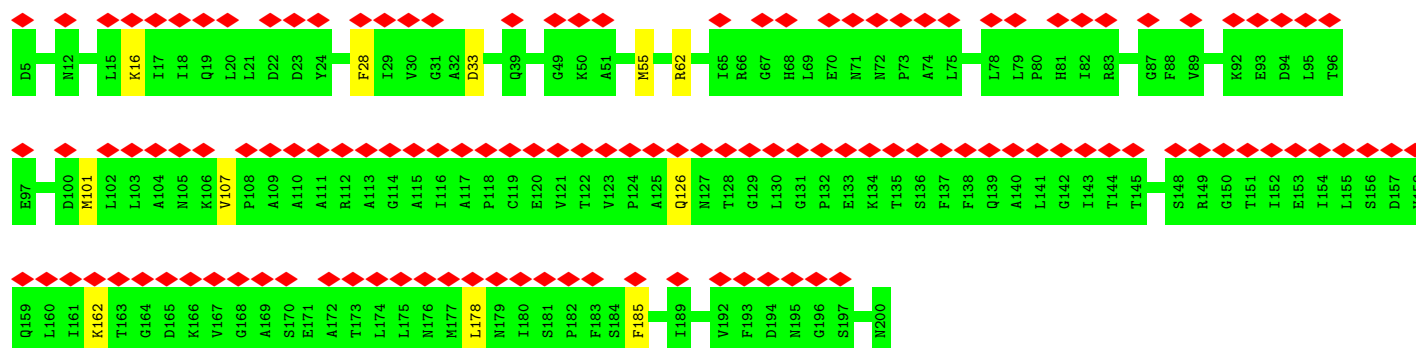 D5 N12 L15 K16 I17 I18 Q19 L20 L21 D22 D23 Y24 F28 I29 V30 G31 A32 D33 Q39 G49 K50 A51 M55 R62 I65 R66 G67 H68 L69 E70 N71 N72 P73 A74 L75 L78 L79 P80 H81 I82 R83 G87 F88 V89 K92 E93 D94 L95 T96
E97 D100 M101 L102 L103 A104 N105 K106 V107 P108 A109 A110 A111 R112 A113 G114 A115 I116 A117 P118 C119 E120 V121 T122 V123 P124 A125 Q126 N127 T128 G129 L130 G131 P132 E133 K134 T135 S136 F137 F138 Q139 A140 L141 G142 I143 T144 T145 S148 R149 G150 T151 I152 E153 I154 L155 S156 D157
Q159 L160 I161 K162 T163 G164 D165 K166 V167 G168 A169 S170 E171 A172 T173 L174 L175 N176 M177 L178 N179 I180 S181 P182 F183 S184 F185 I189 V192 F193 D194 N195 G196 S197 N200